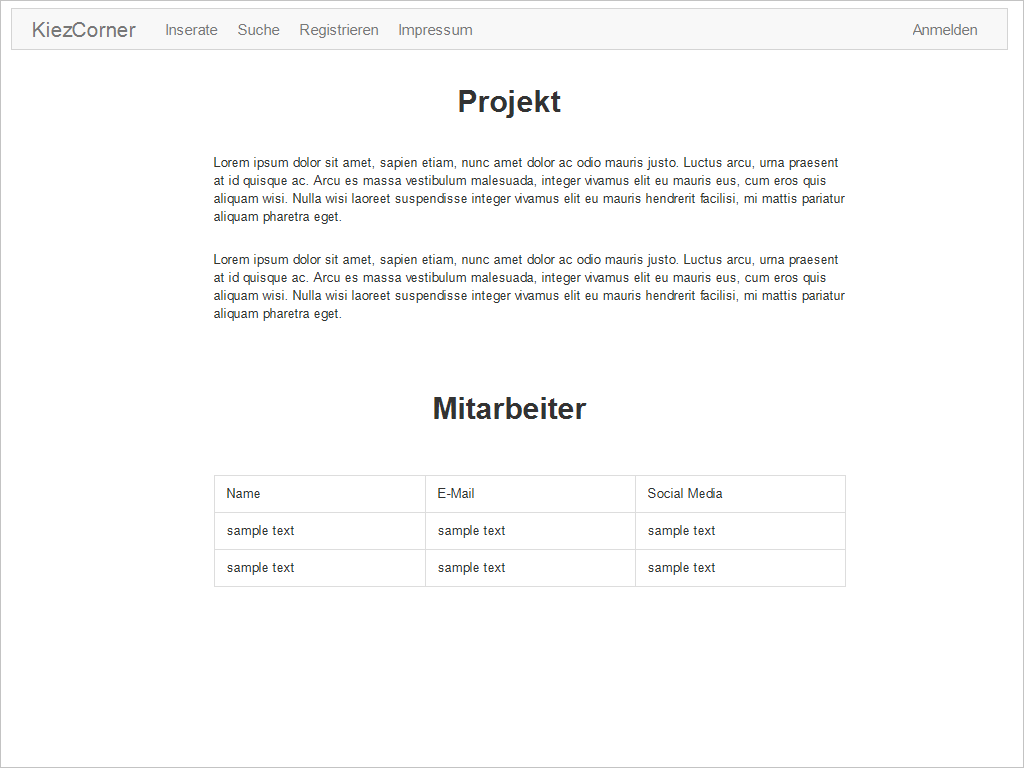 KiezCorner Inserate Suche Registrieren Impressum Anmelden
Projekt
Lorem ipsum dolor sit amet, sapien etiam, nunc amet dolor ac odio mauris justo. Luctus arcu, urna praesent
at id quisque ac. Arcu es massa vestibulum malesuada, integer vivamus elit eu mauris eus, cum eros quis
aliquam wisi. Nulla wisi laoreet suspendisse integer vivamus elit eu mauris hendrerit facilisi, mi mattis pariatur
aliquam pharetra eget.
Lorem ipsum dolor sit amet, sapien etiam, nunc amet dolor ac odio mauris justo. Luctus arcu, urna praesent
at id quisque ac. Arcu es massa vestibulum malesuada, integer vivamus elit eu mauris eus, cum eros quis
aliquam wisi. Nulla wisi laoreet suspendisse integer vivamus elit eu mauris hendrerit facilisi, mi mattis pariatur
aliquam pharetra eget.
Mitarbeiter
Name E-Mail Social Media
sample text sample text sample text
sample text sample text sample text